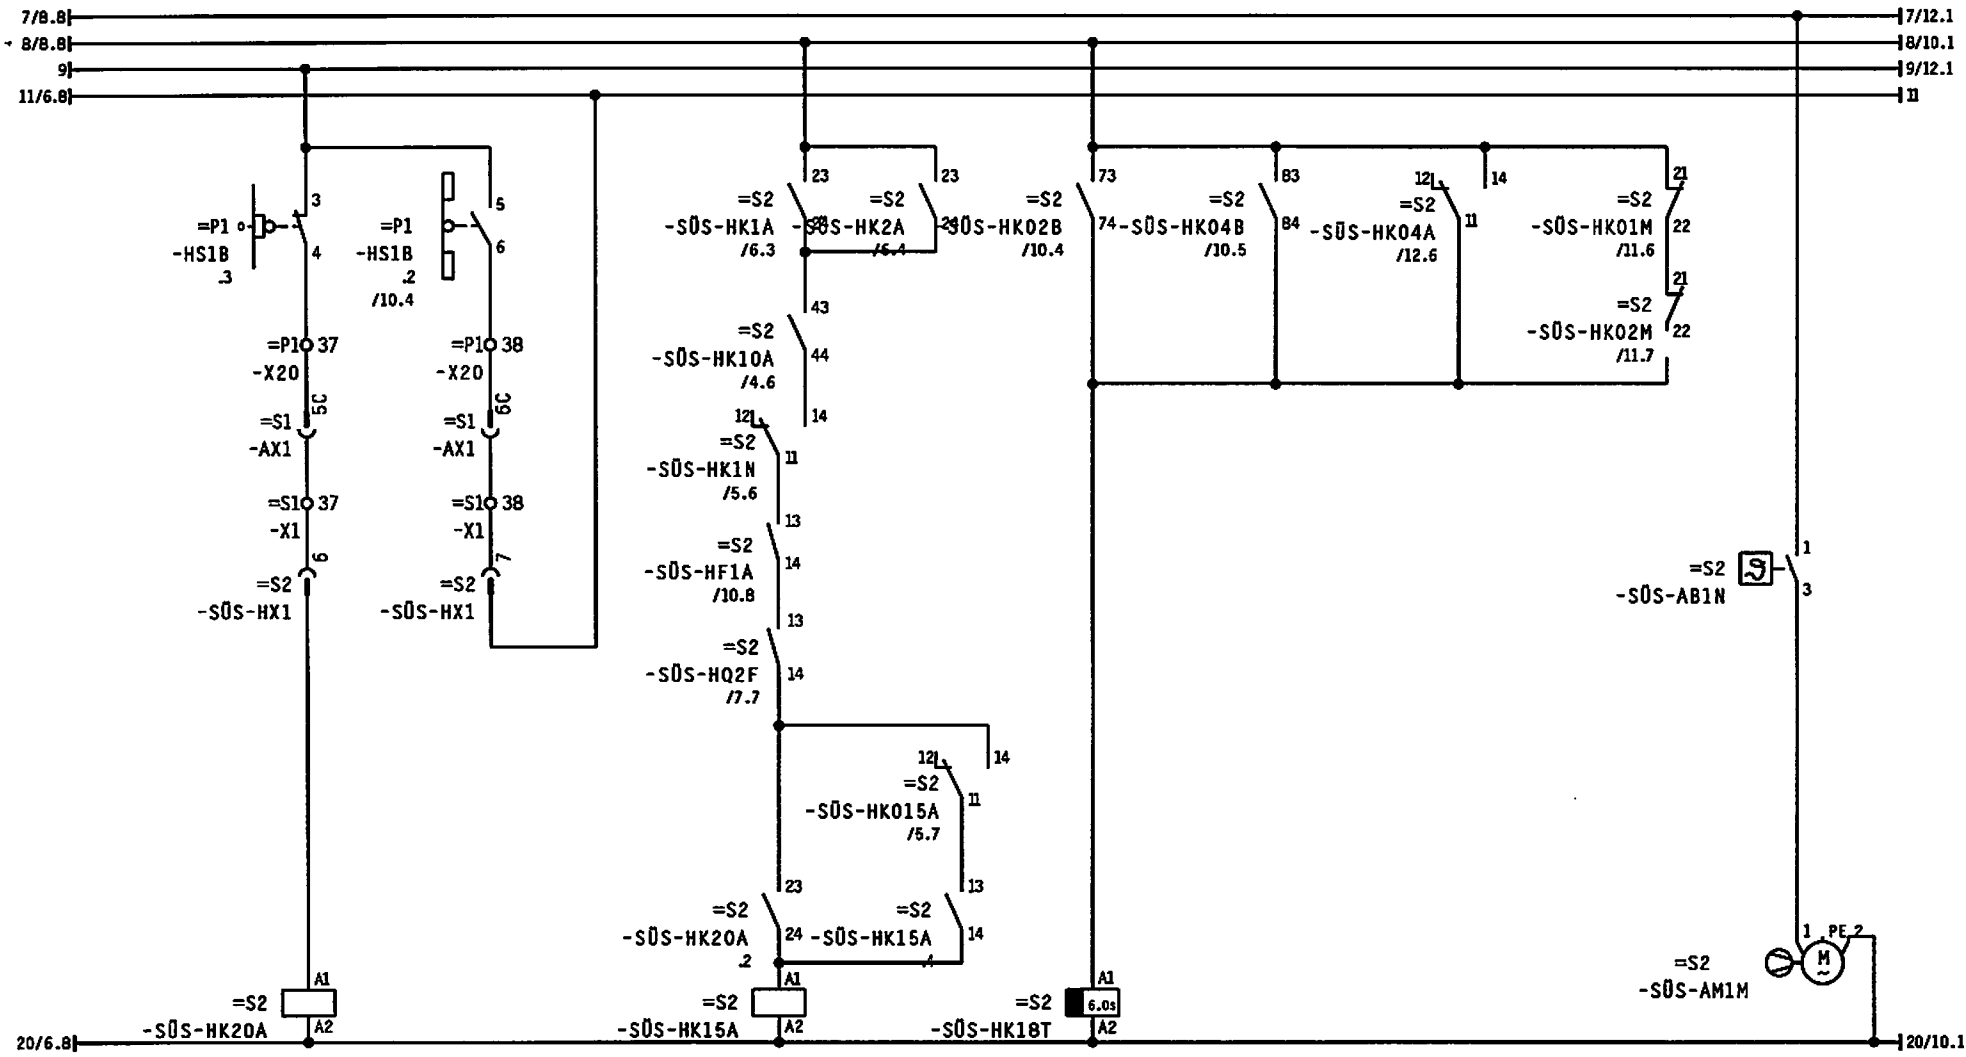 7/8.8 7/12.1
8/8.8 8/10.1
9 9/12.1
11/6.8 11
3
=P1
-HS1B
.3
4
5
=P1
-HS1B
.2
/10.4
6
=P1 37
-X20
5C
=S1
-AX1
=S1 37
-X1
6
=S2
-SÜS-HX1
=P1 38
-X20
6C
=S1
-AX1
=S1 38
-X1
7
=S2
-SÜS-HX1
23
=S2
-SÜS-HK1A
/6.3
24
23
=S2
-SÜS-HK2A
/6.4
24
43
=S2
-SÜS-HK10A
44
/4.6
12 14
=S2
11
-SÜS-HK1N
/5.6
13
=S2
14
-SÜS-HF1A
/10.8
13
=S2
-SÜS-HQ2F
14
/7.7
12 14
=S2
11
-SÜS-HK015A
/5.7
23
=S2
-SÜS-HK20A
24
.2
13
=S2
-SÜS-HK15A
14
.4
73
=S2
-SÜS-HK02B
74
/10.4
83
=S2
-SÜS-HK04B
84
/10.5
12 14
=S2
11
-SÜS-HK04A
/12.6
21
=S2
-SÜS-HK01M
22
/11.6
21
=S2
-SÜS-HK02M
22
/11.7
1
=S2
-SÜS-AB1N
3
1 PE 2
M
~
=S2
-SÜS-AM1M
A1
=S2
-SÜS-HK20A
A2
A1
=S2
-SÜS-HK15A
A2
A1
=S2
6.0s
-SÜS-HK18T
A2
20/6.8 20/10.1